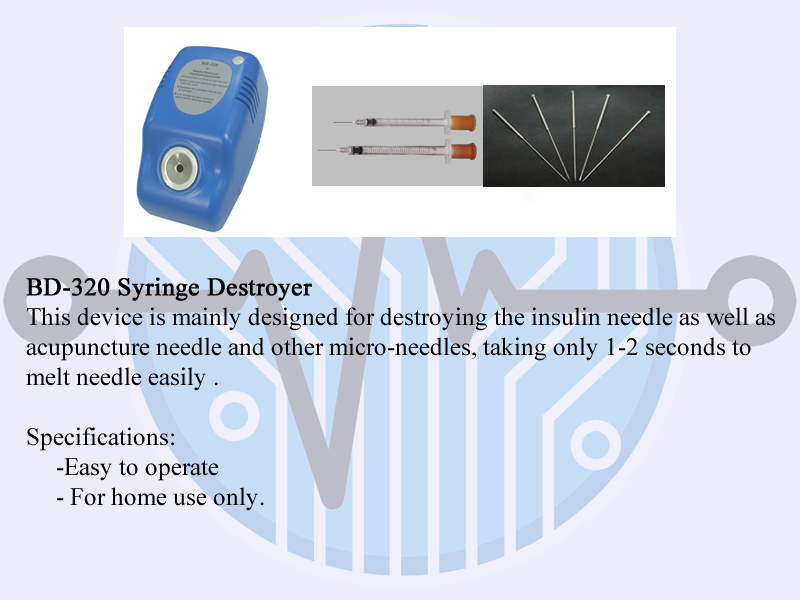 BD-320 Syringe Destroyer
This device is mainly designed for destroying the insulin needle as well as
acupuncture needle and other micro-needles, taking only 1-2 seconds to
melt needle easily .
Specifications:
-Easy to operate
- For home use only.